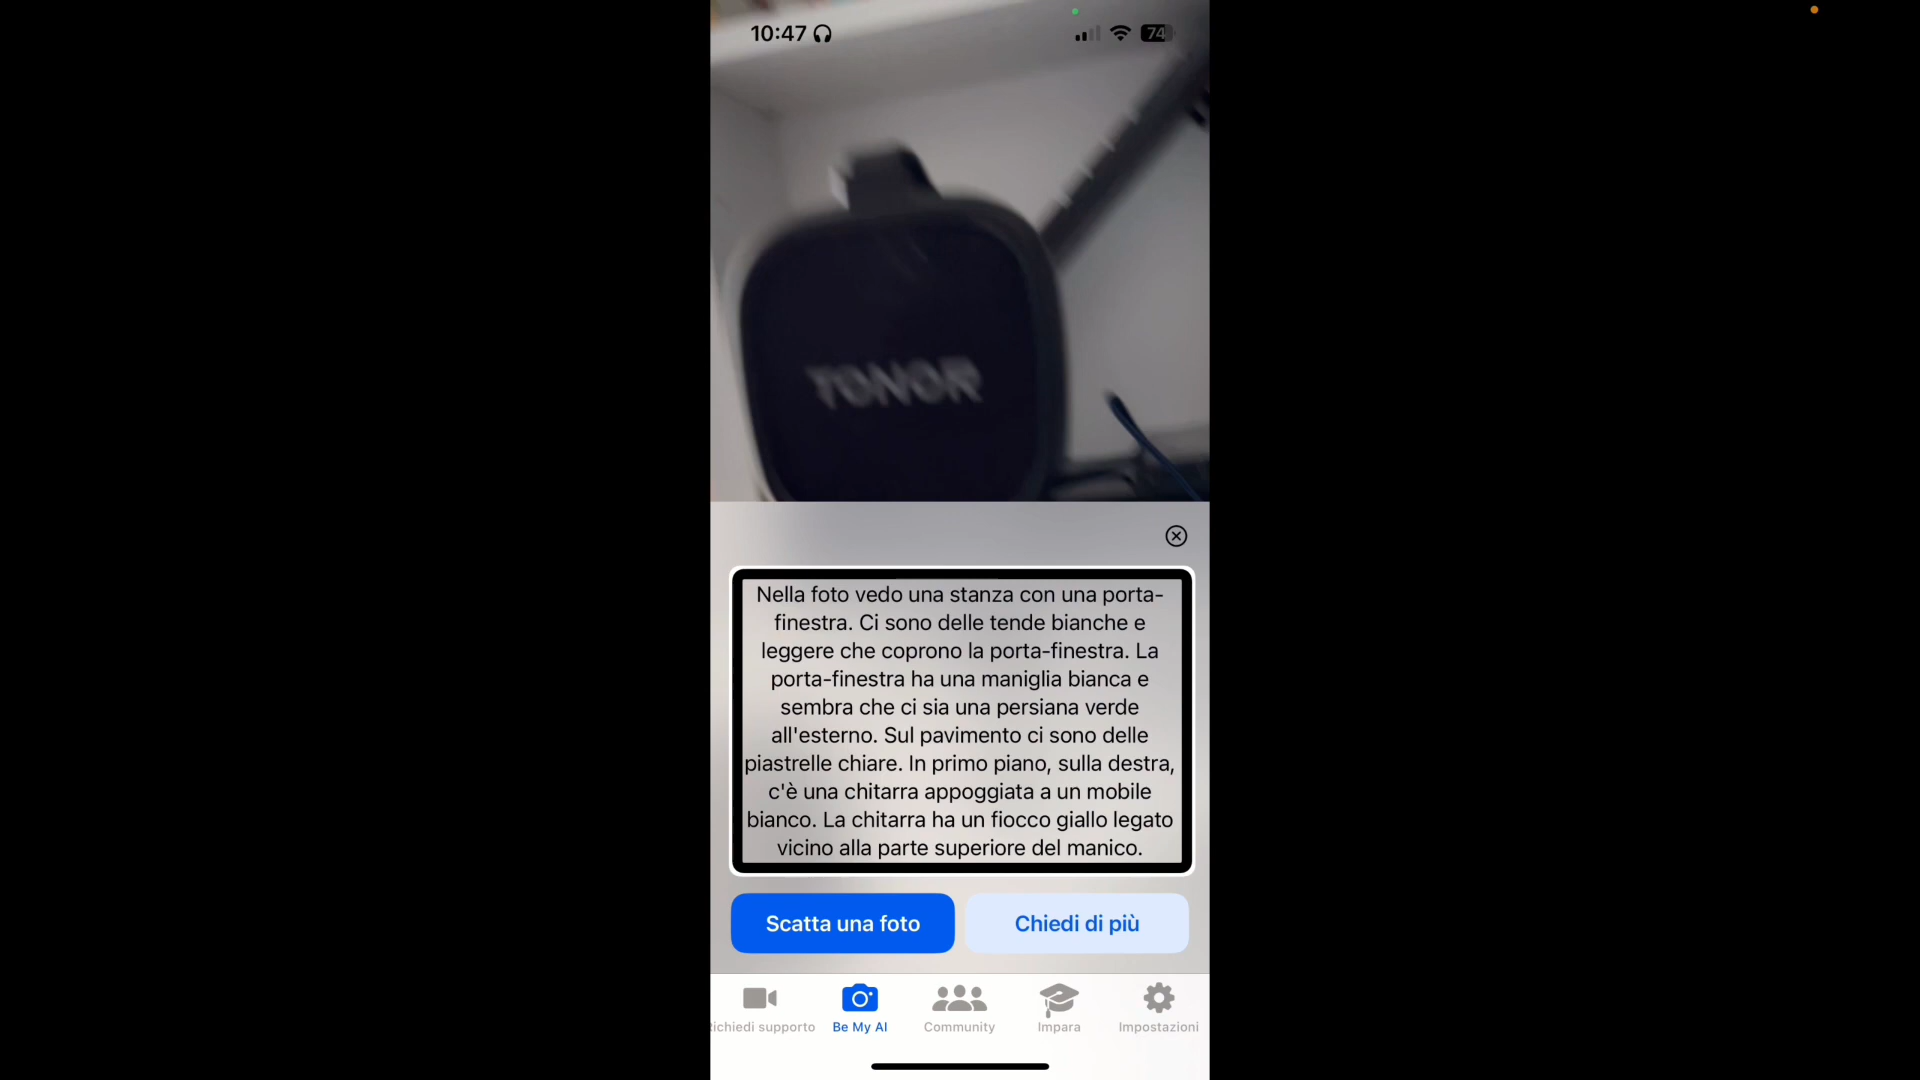 10:47
74
TONOR
Nella foto vedo una stanza con una porta-
finestra. Ci sono delle tende bianche e
leggere che coprono la porta-finestra. La
porta-finestra ha una maniglia bianca e
sembra che ci sia una persiana verde
all'esterno. Sul pavimento ci sono delle
piastrelle chiare. In primo piano, sulla destra,
c'è una chitarra appoggiata a un mobile
bianco. La chitarra ha un fiocco giallo legato
vicino alla parte superiore del manico.
Scatta una foto
Chiedi di più
ichiedi supporto
Be My AI
Community
Impara
Impostazioni